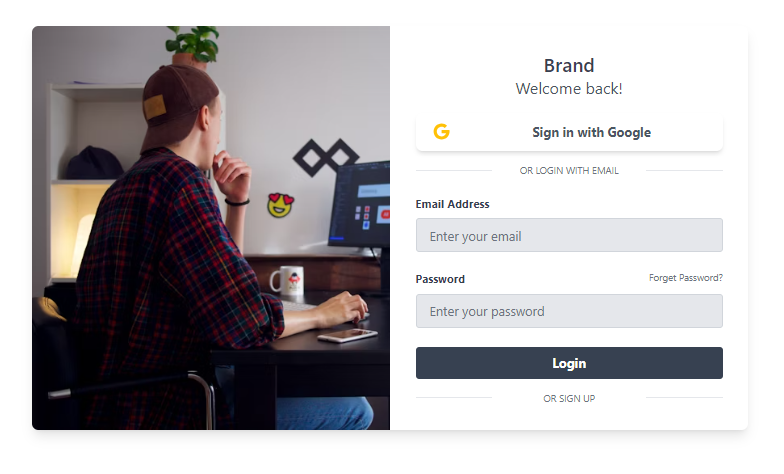 Brand
Welcome back!
Sign in with Google
OR LOGIN WITH EMAIL
Email Address
Enter your email
Password
Forget Password?
Enter your password
Login
OR SIGN UP